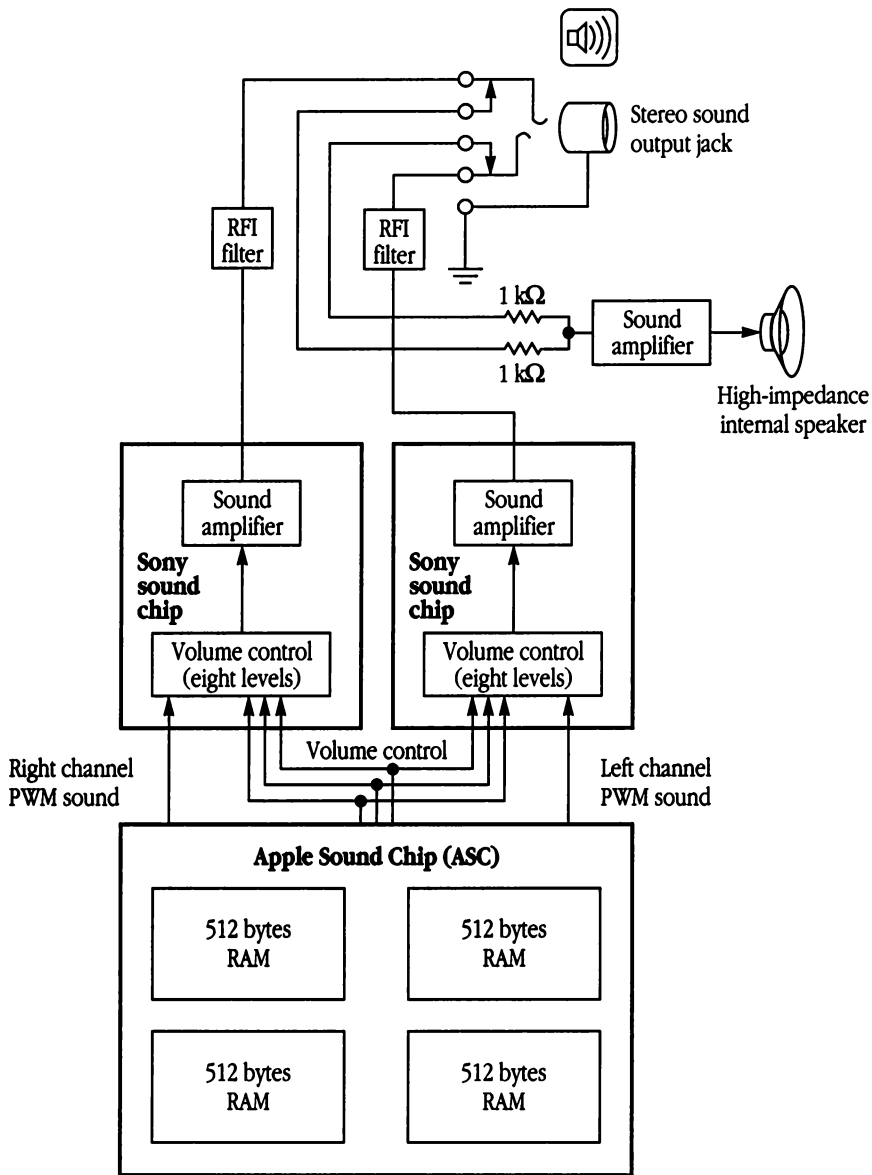 Stereo sound
output jack
RFI
filter
RFI
filter
1 kΩ
1 kΩ
Sound
amplifier
High-impedance
internal speaker
Sound
amplifier
Sony
sound
chip
Volume control
(eight levels)
Sound
amplifier
Sony
sound
chip
Volume control
(eight levels)
Right channel
PWM sound
Volume control
Left channel
PWM sound
Apple Sound Chip (ASC)
512 bytes
RAM
512 bytes
RAM
512 bytes
RAM
512 bytes
RAM